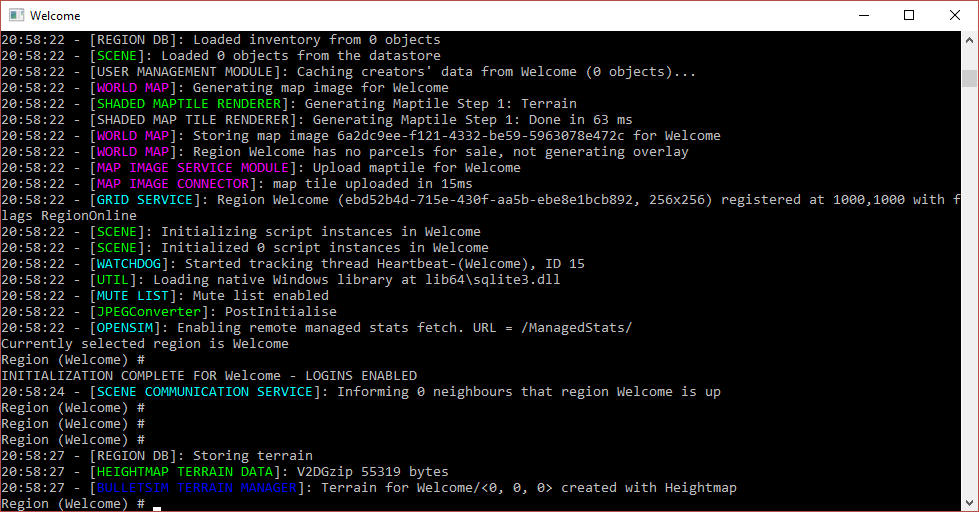 Welcome
20:58:22 - [REGION DB]: Loaded inventory from 0 objects
20:58:22 - [SCENE]: Loaded 0 objects from the datastore
20:58:22 - [USER MANAGEMENT MODULE]: Caching creators' data from Welcome (0 objects)...
20:58:22 - [WORLD MAP]: Generating map image for Welcome
20:58:22 - [SHADED MAPTILE RENDERER]: Generating Maptile Step 1: Terrain
20:58:22 - [SHADED MAP TILE RENDERER]: Generating Maptile Step 1: Done in 63 ms
20:58:22 - [WORLD MAP]: Storing map image 6a2dc9ee-f121-4332-be59-5963078e472c for Welcome
20:58:22 - [WORLD MAP]: Region Welcome has no parcels for sale, not generating overlay
20:58:22 - [MAP IMAGE SERVICE MODULE]: Upload maptile for Welcome
20:58:22 - [MAP IMAGE CONNECTOR]: map tile uploaded in 15ms
20:58:22 - [GRID SERVICE]: Region Welcome (ebd52b4d-715e-430f-aa5b-ebe8e1bcb892, 256x256) registered at 1000,1000 with f
lags RegionOnline
20:58:22 - [SCENE]: Initializing script instances in Welcome
20:58:22 - [SCENE]: Initialized 0 script instances in Welcome
20:58:22 - [WATCHDOG]: Started tracking thread Heartbeat-(Welcome), ID 15
20:58:22 - [UTIL]: Loading native Windows library at lib64\sqlite3.dll
20:58:22 - [MUTE LIST]: Mute list enabled
20:58:22 - [JPEGConverter]: PostInitialise
20:58:22 - [OPENSIM]: Enabling remote managed stats fetch. URL = /ManagedStats/
Currently selected region is Welcome
Region (Welcome) #
INITIALIZATION COMPLETE FOR Welcome - LOGINS ENABLED
20:58:24 - [SCENE COMMUNICATION SERVICE]: Informing 0 neighbours that region Welcome is up
Region (Welcome) #
Region (Welcome) #
Region (Welcome) #
20:58:27 - [REGION DB]: Storing terrain
20:58:27 - [HEIGHTMAP TERRAIN DATA]: V2DGzip 55319 bytes
20:58:27 - [BULLETSIM TERRAIN MANAGER]: Terrain for Welcome/<0, 0, 0> created with Heightmap
Region (Welcome) #